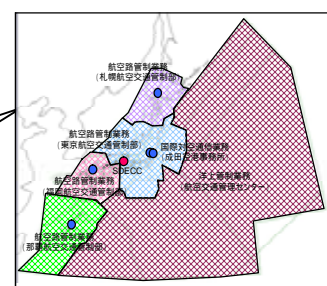 航空路管制業務
(札幌航空交通管制部)
航空路管制業務
(東京航空交通管制部)
国際対空通信業務
(成田空港事務所)
SDECC
洋上管制業務
(航空交通管理センター)
航空路管制業務
(福岡航空交通管制部)
航空路管制業務
(那覇航空交通管制部)